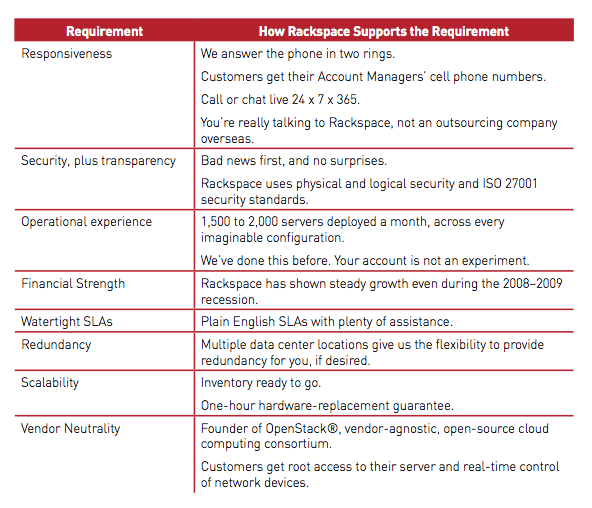 Requirement How Rackspace Supports the Requirement
Responsiveness We answer the phone in two rings.
Customers get their Account Managers' cell phone numbers.
Call or chat live 24 x 7 x 365.
You're really talking to Rackspace, not an outsourcing company
overseas.
Security, plus transparency Bad news first, and no surprises.
Rackspace uses physical and logical security and ISO 27001
security standards.
Operational experience 1,500 to 2,000 servers deployed a month, across every
imaginable configuration.
We've done this before. Your account is not an experiment.
Financial Strength Rackspace has shown steady growth even during the 2008–2009
recession.
Watertight SLAs Plain English SLAs with plenty of assistance.
Redundancy Multiple data center locations give us the flexibility to provide
redundancy for you, if desired.
Scalability Inventory ready to go.
One-hour hardware-replacement guarantee.
Vendor Neutrality Founder of OpenStack®, vendor-agnostic, open-source cloud
computing consortium.
Customers get root access to their server and real-time control
of network devices.